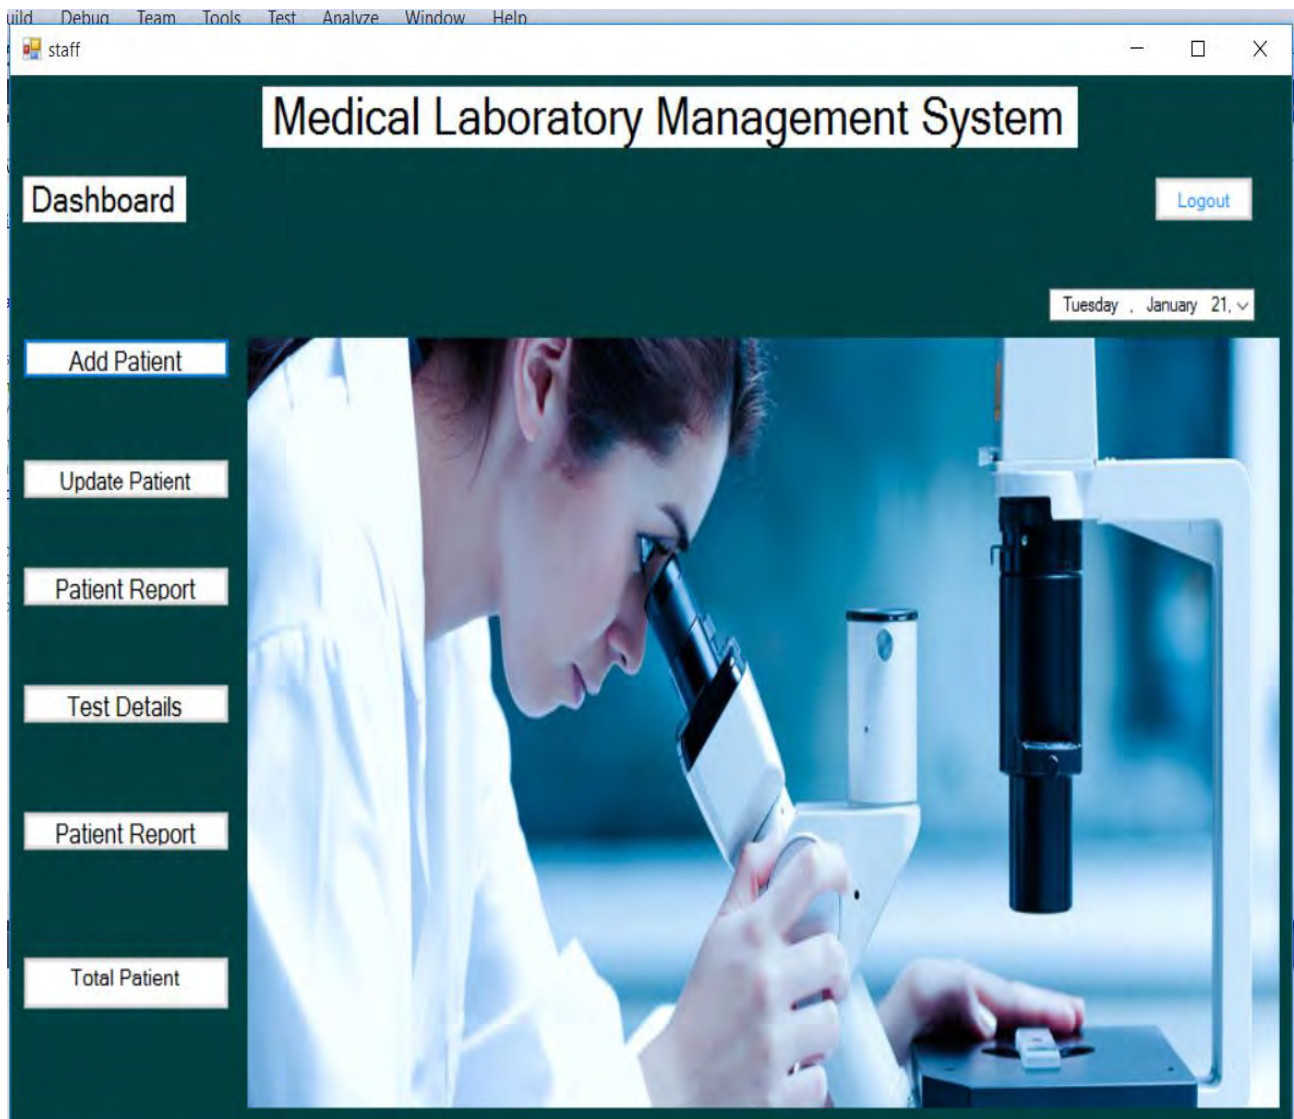 uild Debug Team Tools Test Analyze Window Help
staff
Medical Laboratory Management System
Dashboard
Logout
Tuesday , January 21,
Add Patient
Update Patient
Patient Report
Test Details
Patient Report
Total Patient